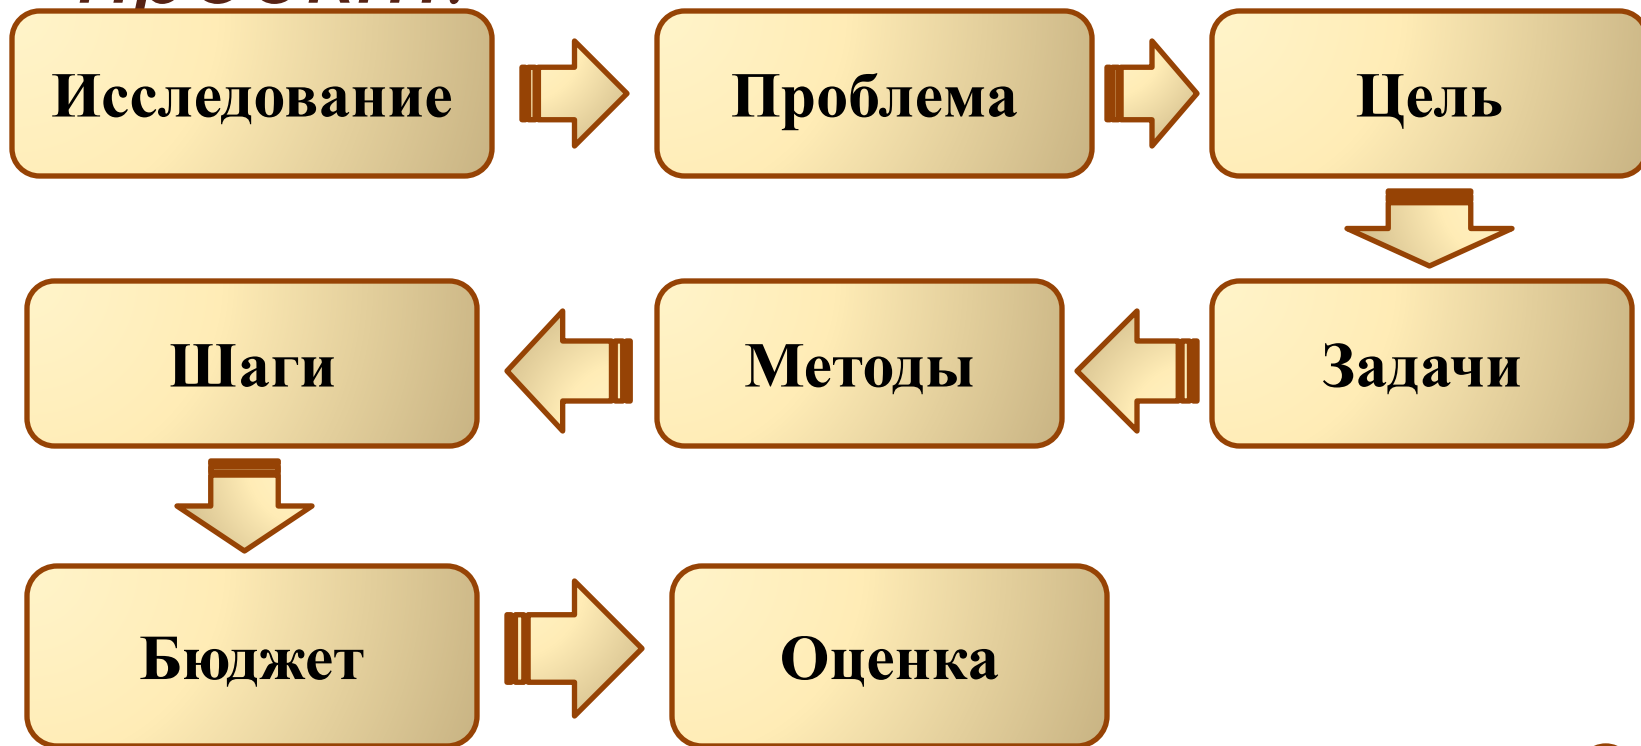 Исследование
Проблема
Цель
Задачи
Методы
Шаги
Бюджет
Оценка